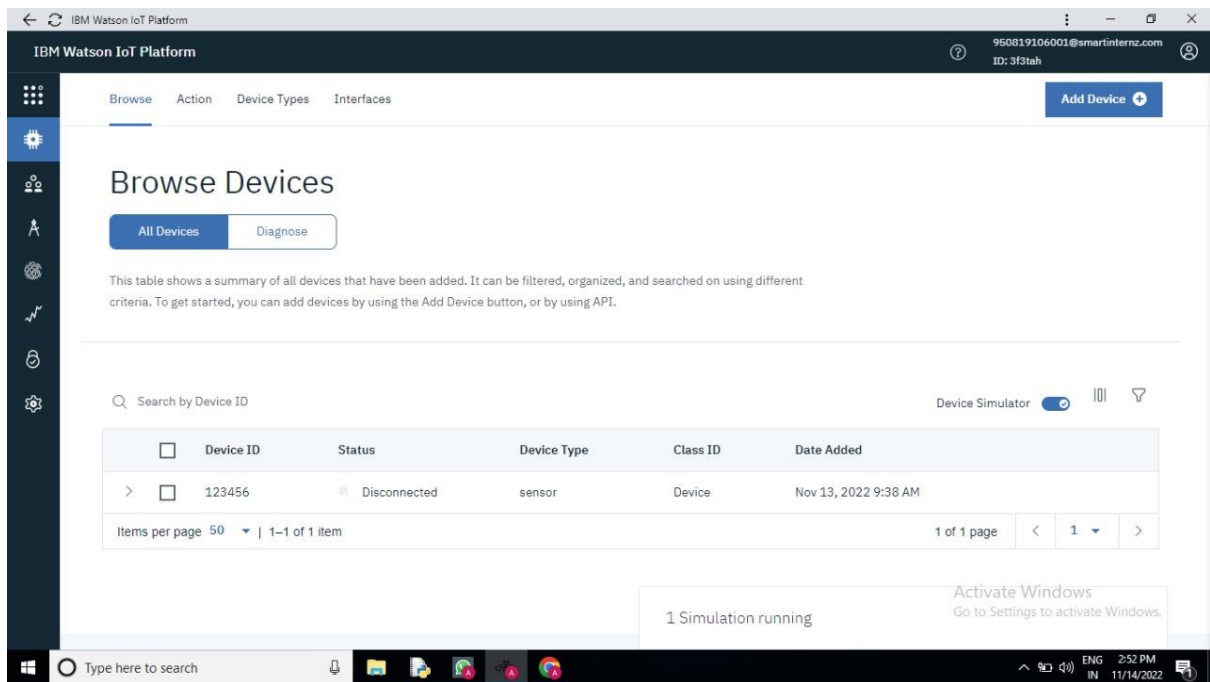 IBM Watson IoT Platform
IBM Watson IoT Platform
950819106001@smartinternz.com
ID: 3f3tah
Browse Action Device Types Interfaces
Add Device
Browse Devices
All Devices Diagnose
This table shows a summary of all devices that have been added. It can be filtered, organized, and searched on using different
criteria. To get started, you can add devices by using the Add Device button, or by using API.
Search by Device ID
Device Simulator
Device ID Status Device Type Class ID Date Added
123456 Disconnected sensor Device Nov 13, 2022 9:38 AM
Items per page 50 | 1–1 of 1 item
1 of 1 page < 1 >
1 Simulation running
Activate Windows
Go to Settings to activate Windows.
Type here to search
ENG 2:52 PM
IN 11/14/2022
1